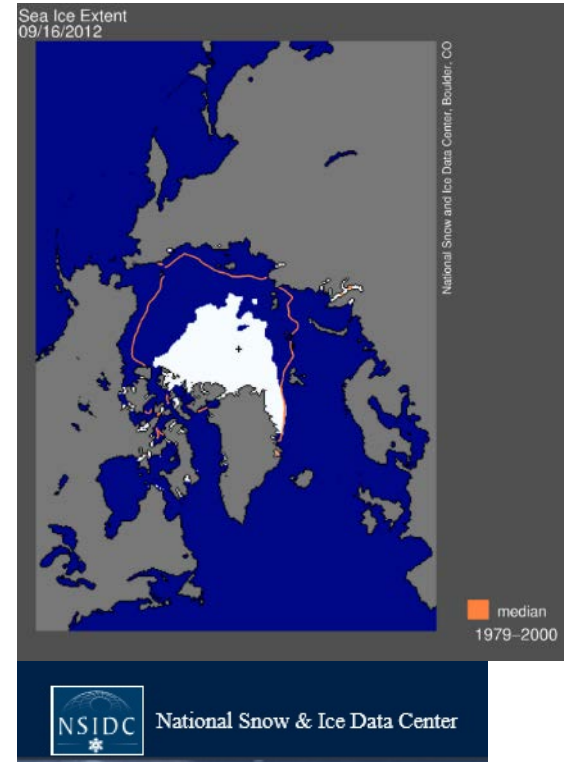 Sea Ice Extent
09/16/2012
National Snow and Ice Data Center, Boulder, CO
median
1979–2000
NSIDC
National Snow & Ice Data Center